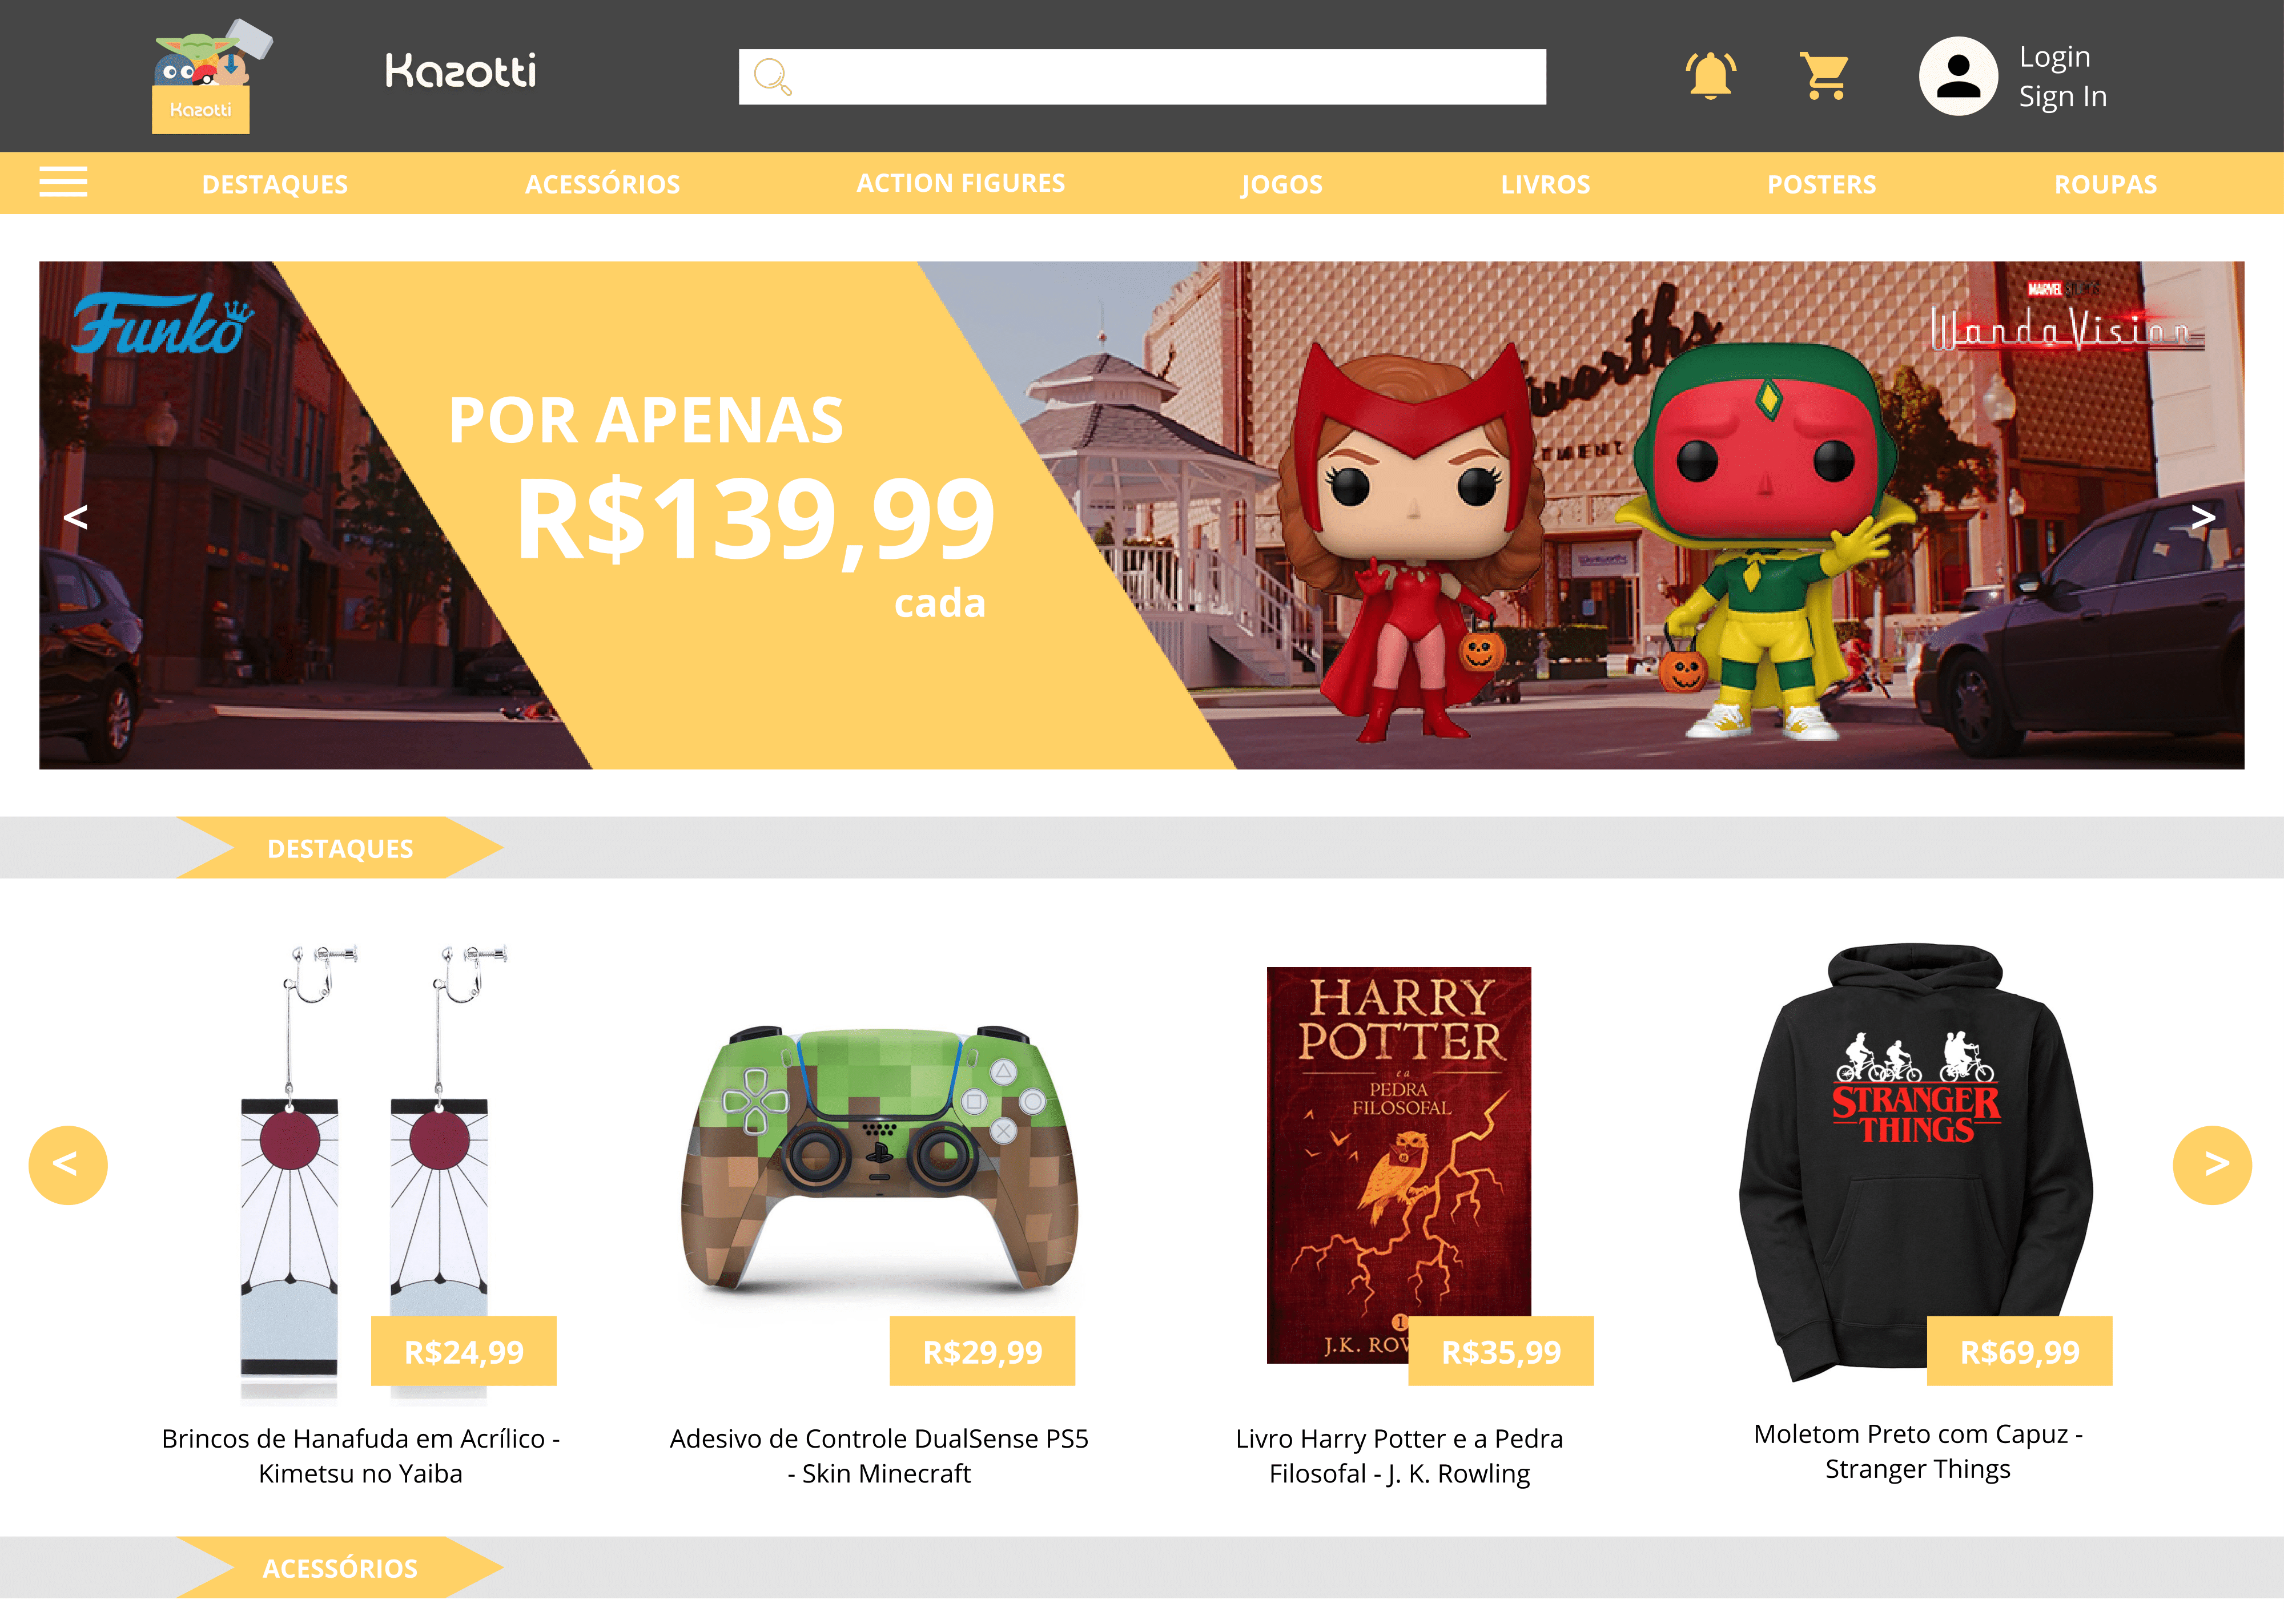 Kazotti
Kazotti
Login
Sign In
DESTAQUES
ACESSÓRIOS
ACTION FIGURES
JOGOS
LIVROS
POSTERS
ROUPAS
Funko
MARVEL STUDIOS
WandaVision
POR APENAS
R$139,99
cada
<
>
DESTAQUES
<
>
HARRY
POTTER
e a
PEDRA
FILOSOFAL
1
J.K.
STRANGER
THINGS
R$24,99
R$29,99
R$35,99
R$69,99
Brincos de Hanafuda em Acrílico -
Kimetsu no Yaiba
Adesivo de Controle DualSense PS5
- Skin Minecraft
Livro Harry Potter e a Pedra
Filosofal - J. K. Rowling
Moletom Preto com Capuz -
Stranger Things
ACESSÓRIOS